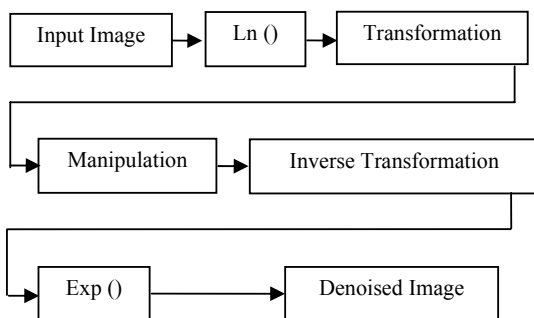 Input Image
Ln ()
Transformation
Manipulation
Inverse Transformation
Exp ()
Denoised Image